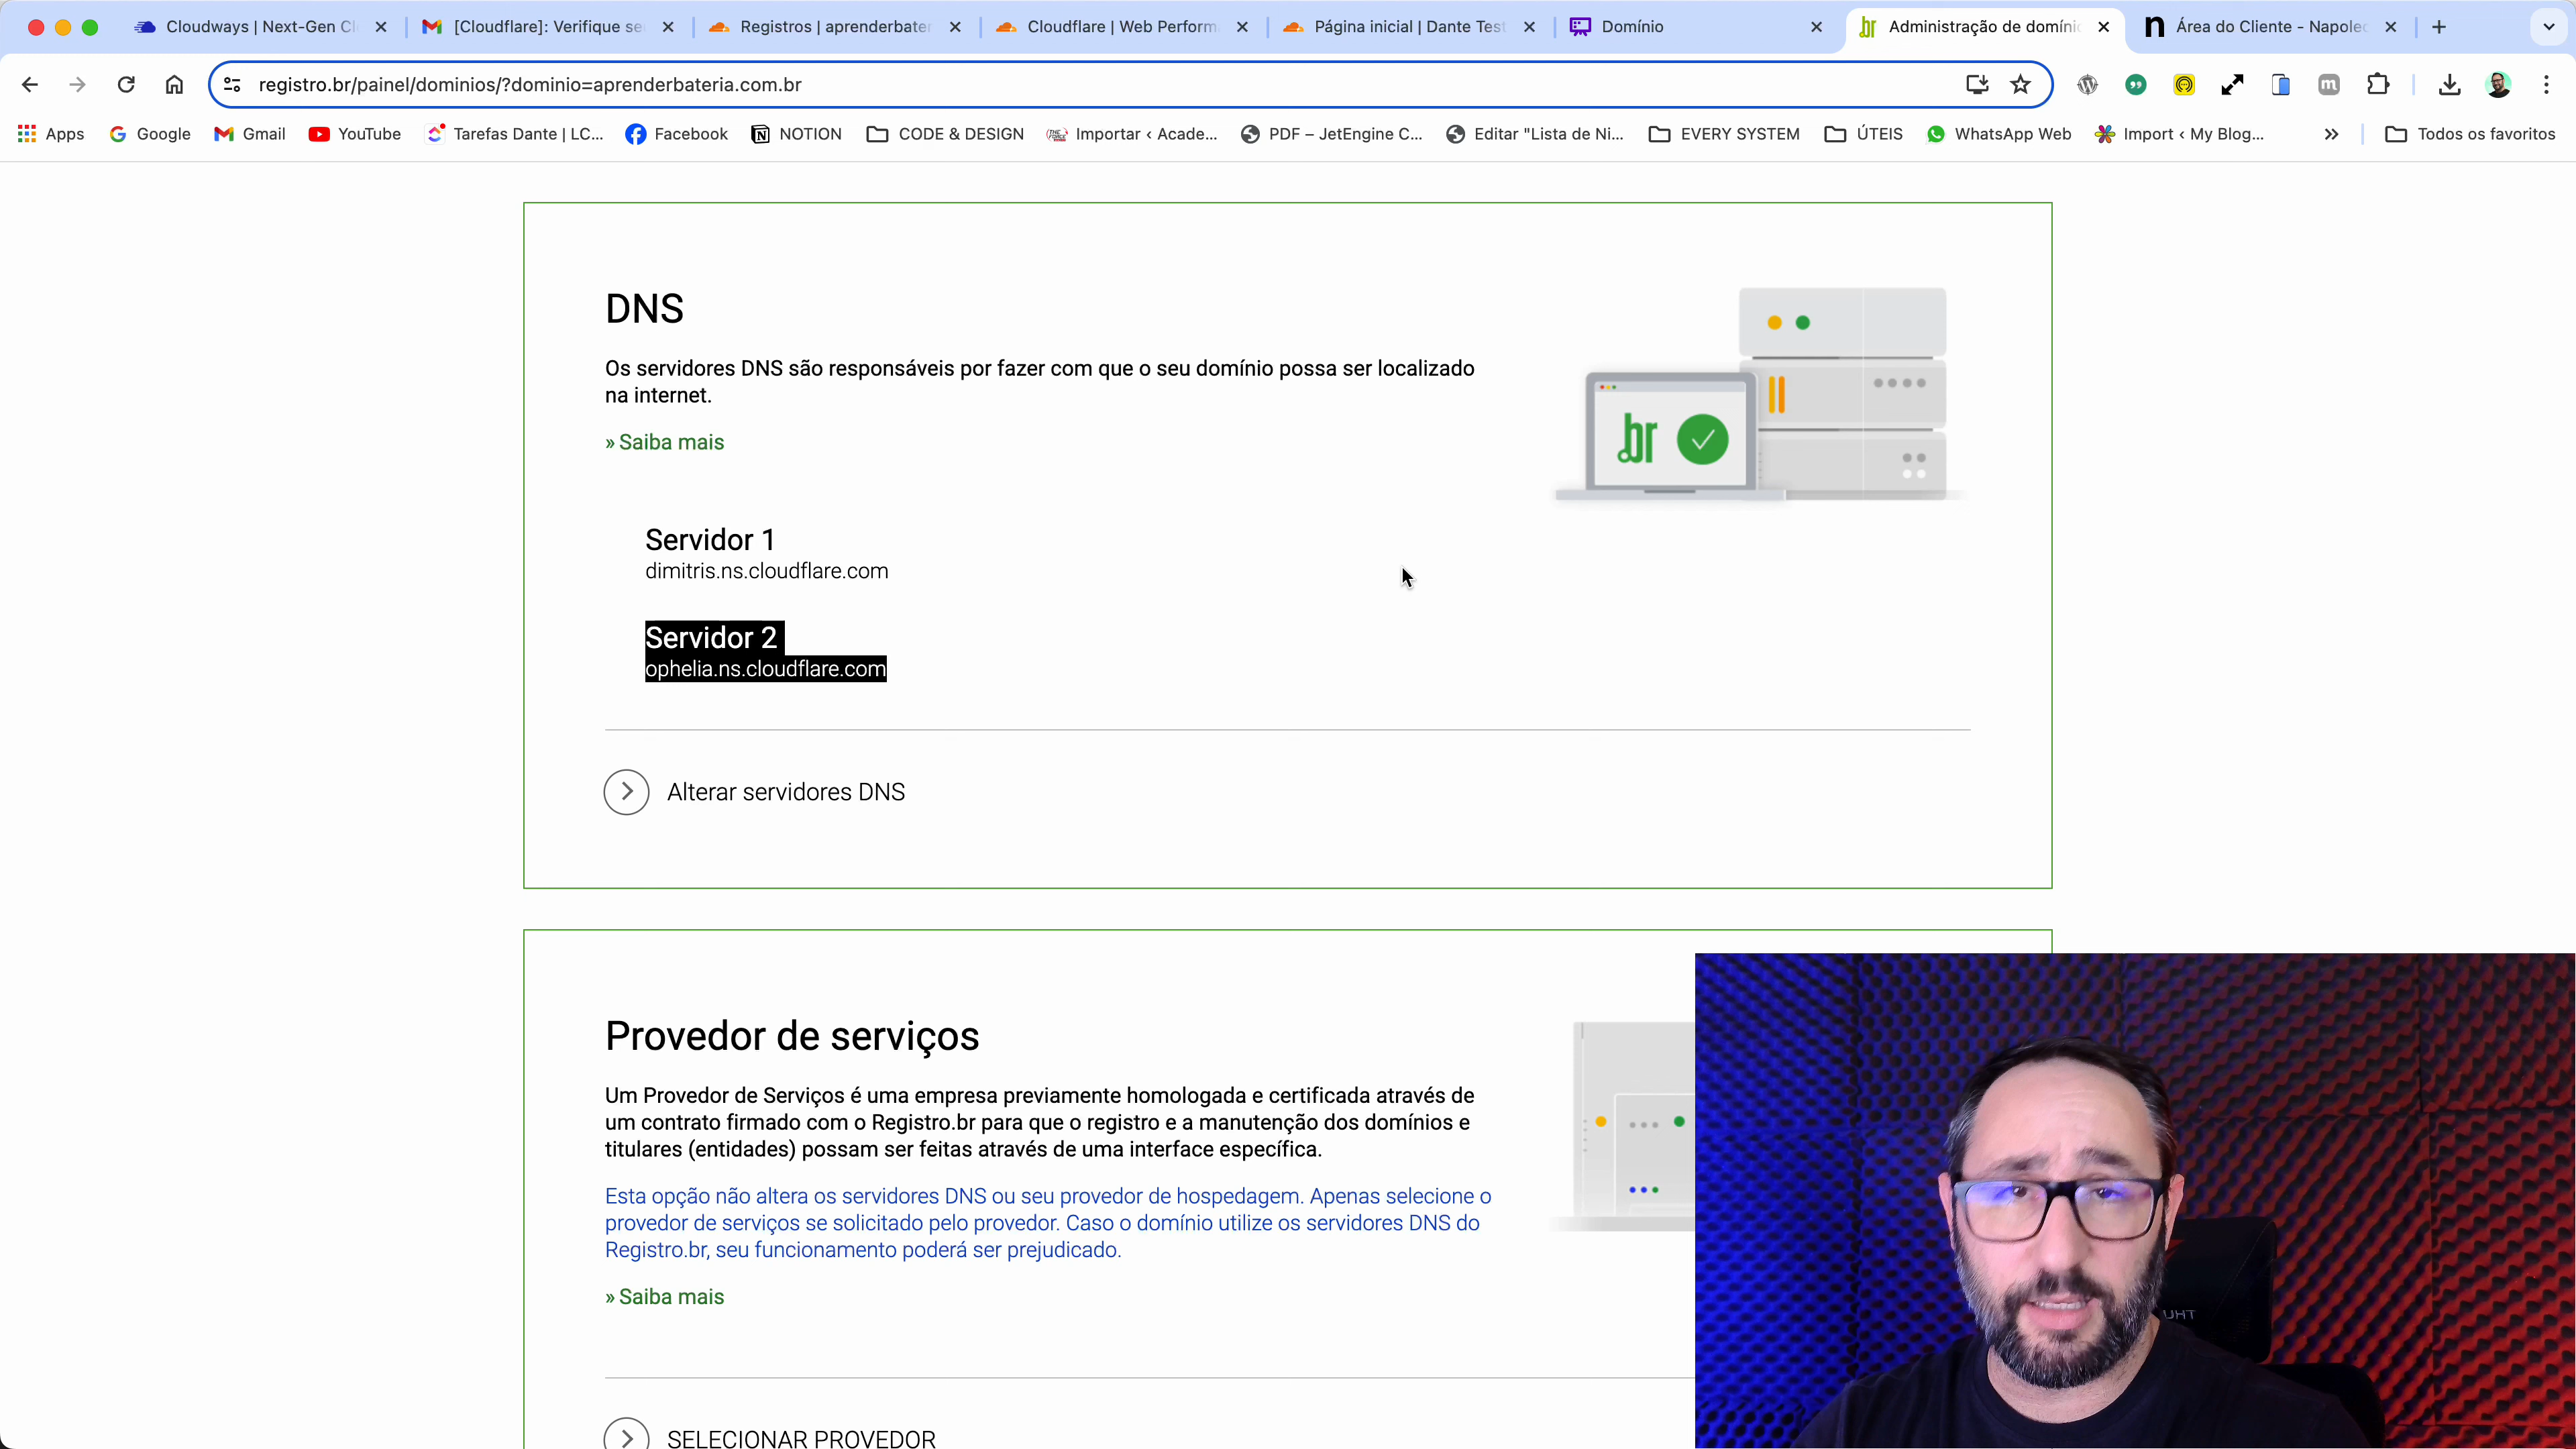 Cloudways | Next-Gen Cl
[Cloudflare]: Verifique se
Registros | aprenderbater
Cloudflare | Web Perform
Página inicial | Dante Test
Domínio
Administração de domíni
Área do Cliente - Napoleo
registro.br/painel/dominios/?dominio=aprenderbateria.com.br
Apps
Google
Gmail
YouTube
Tarefas Dante | LC...
Facebook
NOTION
CODE & DESIGN
Importar ‹ Acade...
PDF – JetEngine C...
Editar "Lista de Ni...
EVERY SYSTEM
ÚTEIS
WhatsApp Web
Import ‹ My Blog...
Todos os favoritos
DNS
Os servidores DNS são responsáveis por fazer com que o seu domínio possa ser localizado
na internet.
» Saiba mais
.br
Servidor 1
dimitris.ns.cloudflare.com
Servidor 2
ophelia.ns.cloudflare.com
Alterar servidores DNS
Provedor de serviços
Um Provedor de Serviços é uma empresa previamente homologada e certificada através de
um contrato firmado com o Registro.br para que o registro e a manutenção dos domínios e
titulares (entidades) possam ser feitas através de uma interface específica.
Esta opção não altera os servidores DNS ou seu provedor de hospedagem. Apenas selecione o
provedor de serviços se solicitado pelo provedor. Caso o domínio utilize os servidores DNS do
Registro.br, seu funcionamento poderá ser prejudicado.
» Saiba mais
SELECIONAR PROVEDOR